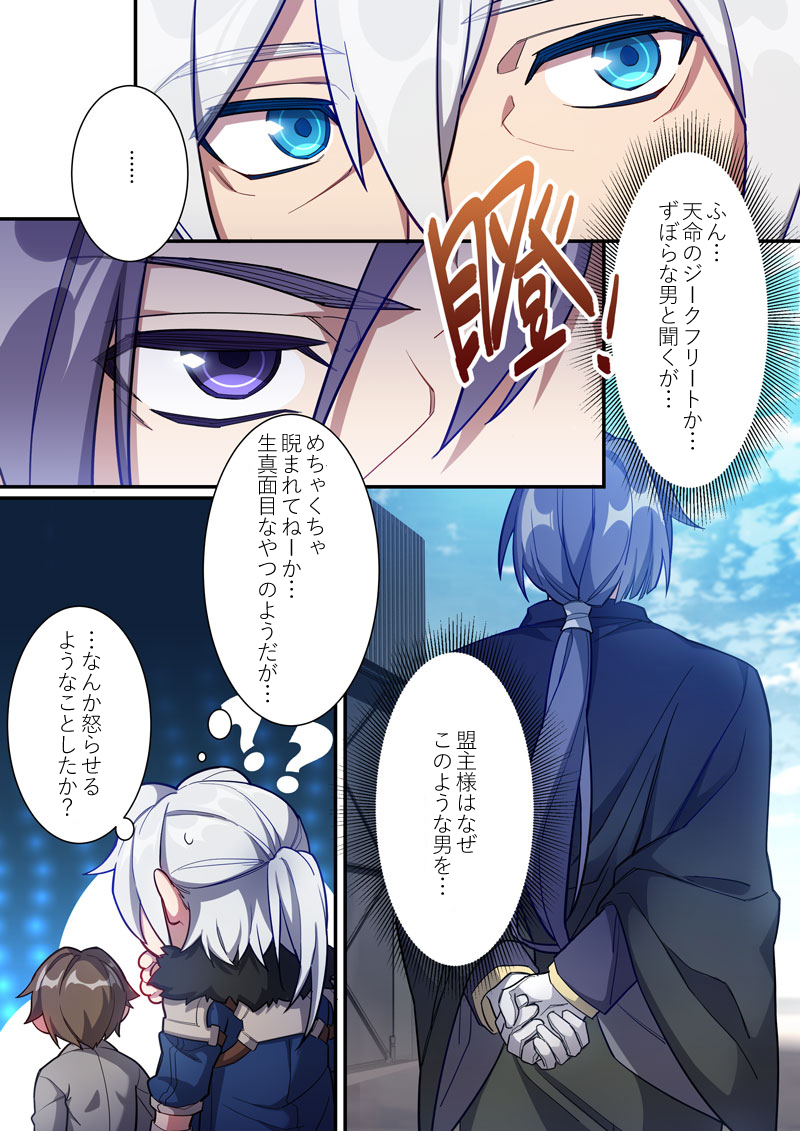 ふん…
天命のジークフリートか…
ずぼらな男と聞くが…
……
瞪!
めちゃくちゃ
睨まれてねーか…
生真面目なやつのようだが…
???
…なんか怒らせる
ようなことしたか?
盟主様はなぜ
このような男を…